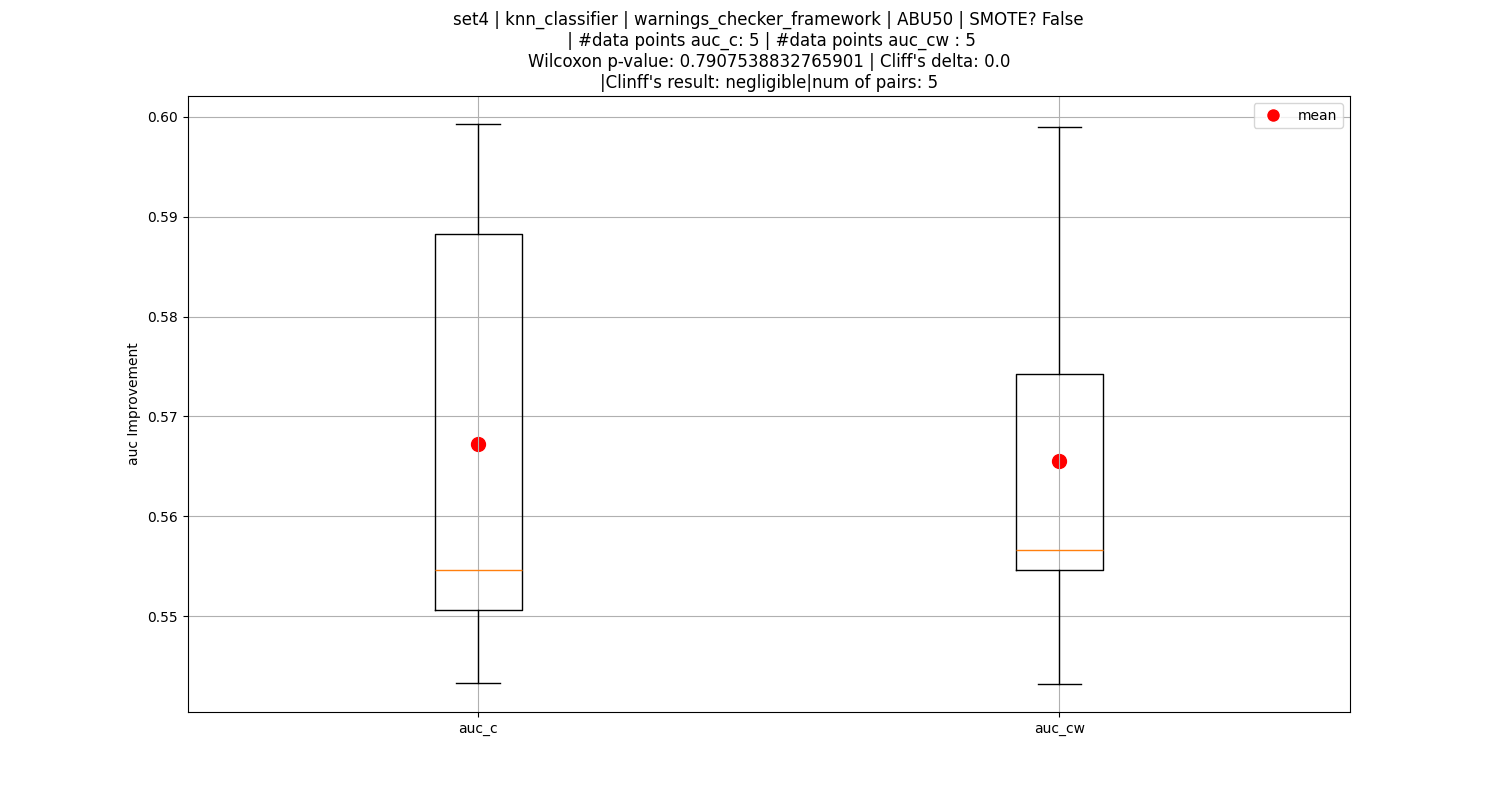 set4 | knn_classifier | warnings_checker_framework | ABU50 | SMOTE? False
| #data points auc_c: 5 | #data points auc_cw : 5
Wilcoxon p-value: 0.7907538832765901 | Cliff's delta: 0.0
|Clinff's result: negligible|num of pairs: 5
mean
auc Improvement
0.60
0.59
0.58
0.57
0.56
0.55
auc_c
auc_cw